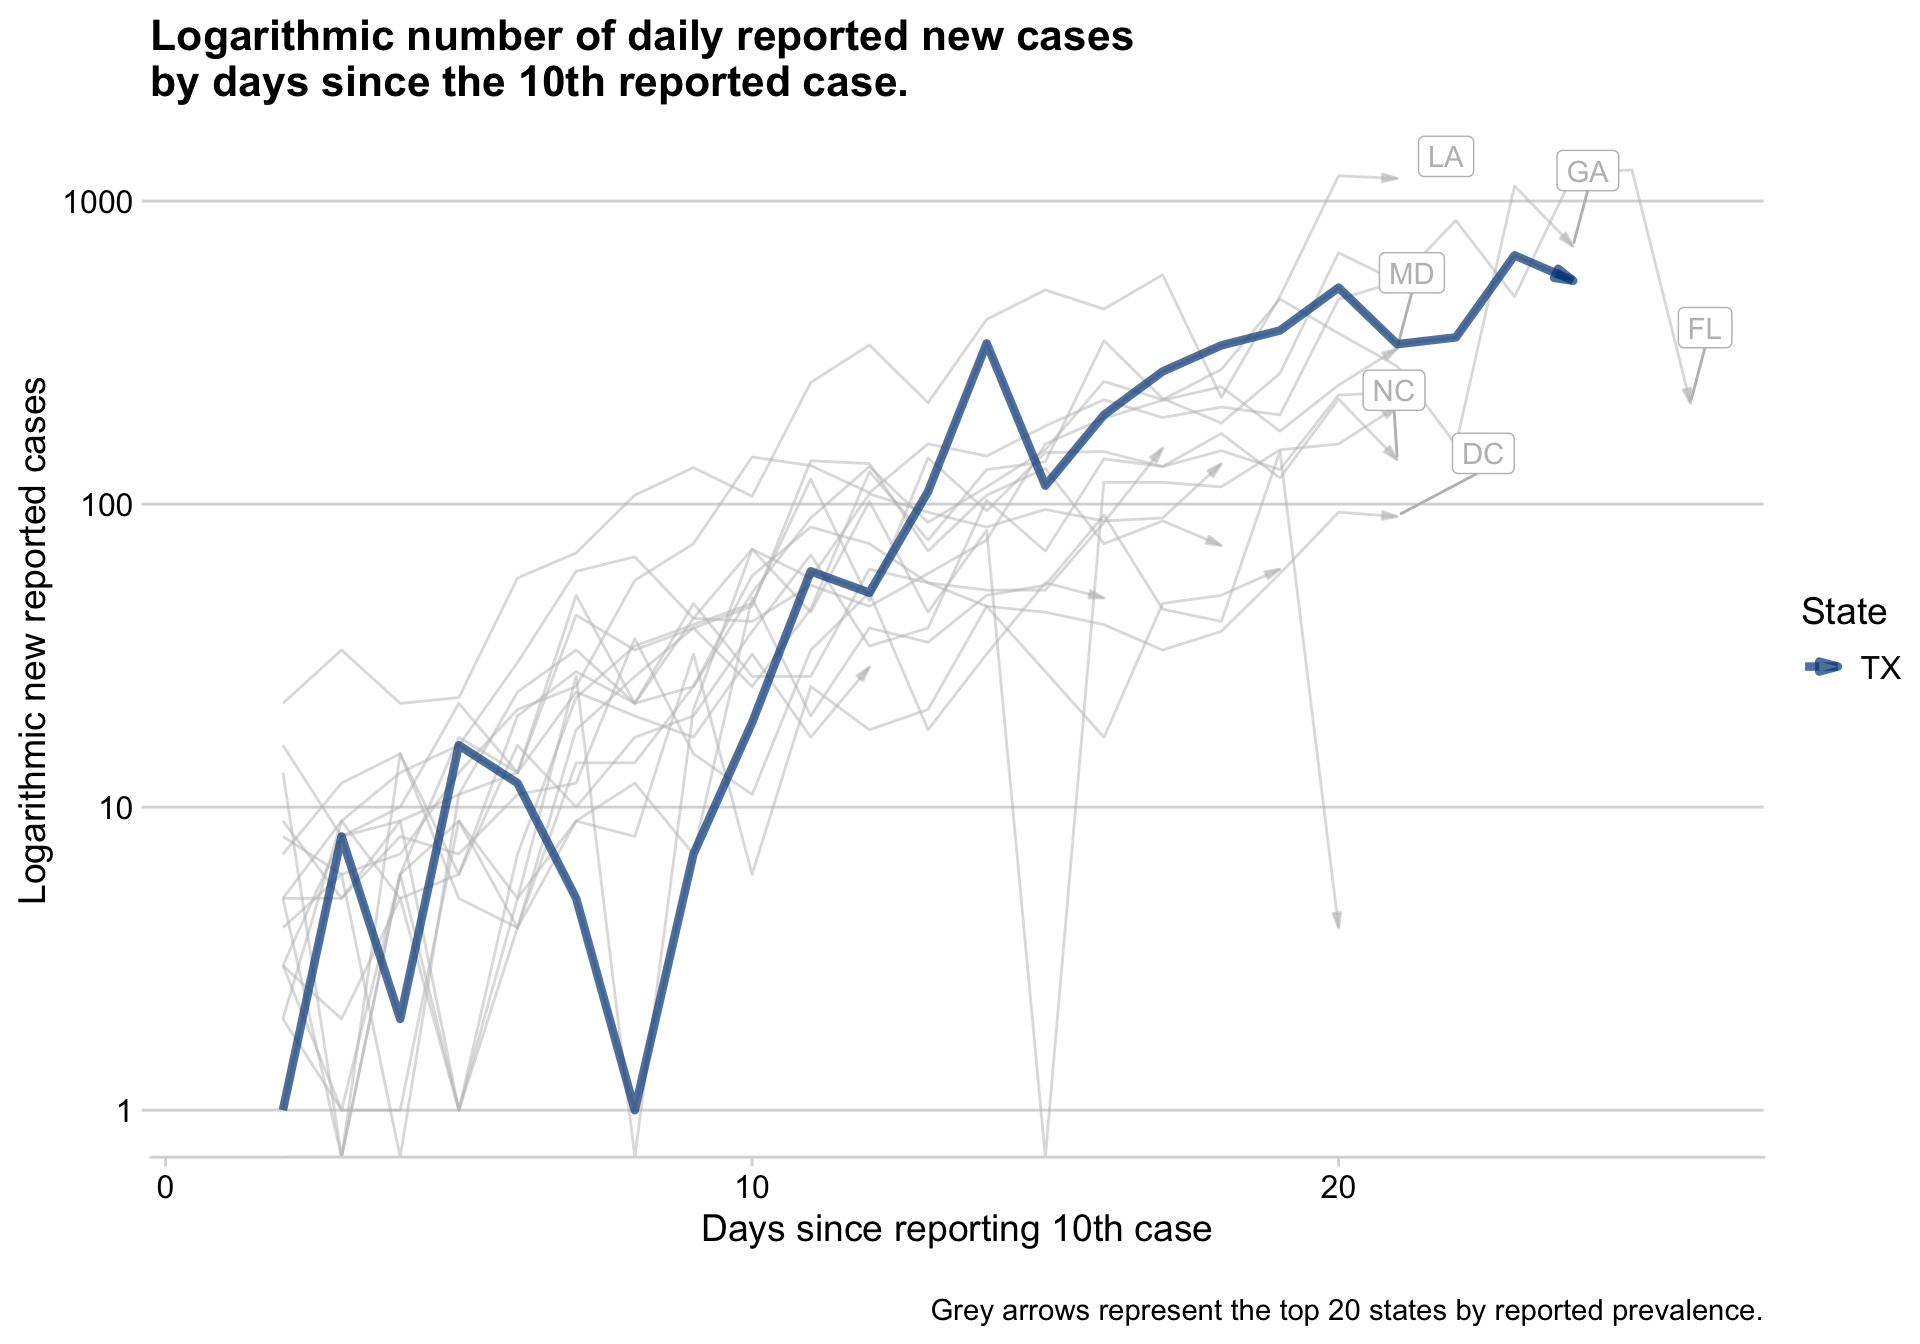 Logarithmic number of daily reported new cases
by days since the 10th reported case.
LA
GA
1000
MD
FL
NC
DC
100
10
1
Logarithmic new reported cases
State
TX
0 10 20
Days since reporting 10th case
Grey arrows represent the top 20 states by reported prevalence.